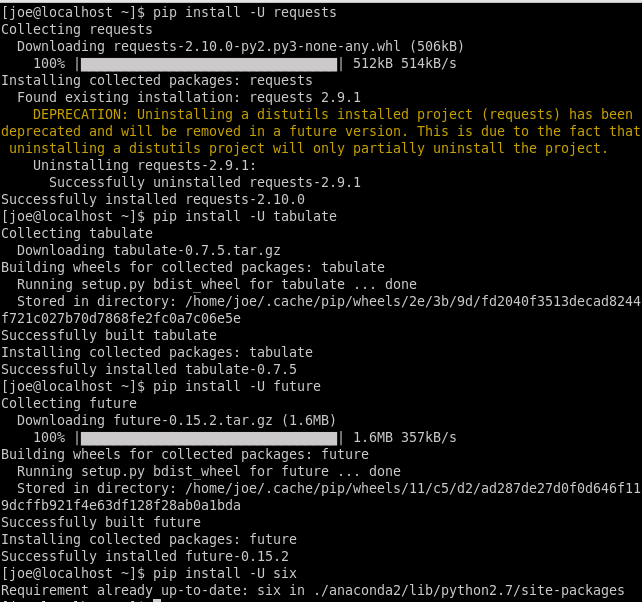 [joe@localhost ~]$ pip install -U requests
Collecting requests
  Downloading requests-2.10.0-py2.py3-none-any.whl (506kB)
    100% |████████████████████████████████| 512kB 514kB/s
Installing collected packages: requests
  Found existing installation: requests 2.9.1
    DEPRECATION: Uninstalling a distutils installed project (requests) has been
deprecated and will be removed in a future version. This is due to the fact that
 uninstalling a distutils project will only partially uninstall the project.
    Uninstalling requests-2.9.1:
      Successfully uninstalled requests-2.9.1
Successfully installed requests-2.10.0
[joe@localhost ~]$ pip install -U tabulate
Collecting tabulate
  Downloading tabulate-0.7.5.tar.gz
Building wheels for collected packages: tabulate
  Running setup.py bdist_wheel for tabulate ... done
  Stored in directory: /home/joe/.cache/pip/wheels/2e/3b/9d/fd2040f3513decad8244
f721c027b70d7868fe2fc0a7c06e5e
Successfully built tabulate
Installing collected packages: tabulate
Successfully installed tabulate-0.7.5
[joe@localhost ~]$ pip install -U future
Collecting future
  Downloading future-0.15.2.tar.gz (1.6MB)
    100% |████████████████████████████████| 1.6MB 357kB/s
Building wheels for collected packages: future
  Running setup.py bdist_wheel for future ... done
  Stored in directory: /home/joe/.cache/pip/wheels/11/c5/d2/ad287de27d0f0d646f11
9dcffb921f4e63df128f28ab0a1bda
Successfully built future
Installing collected packages: future
Successfully installed future-0.15.2
[joe@localhost ~]$ pip install -U six
Requirement already up-to-date: six in ./anaconda2/lib/python2.7/site-packages